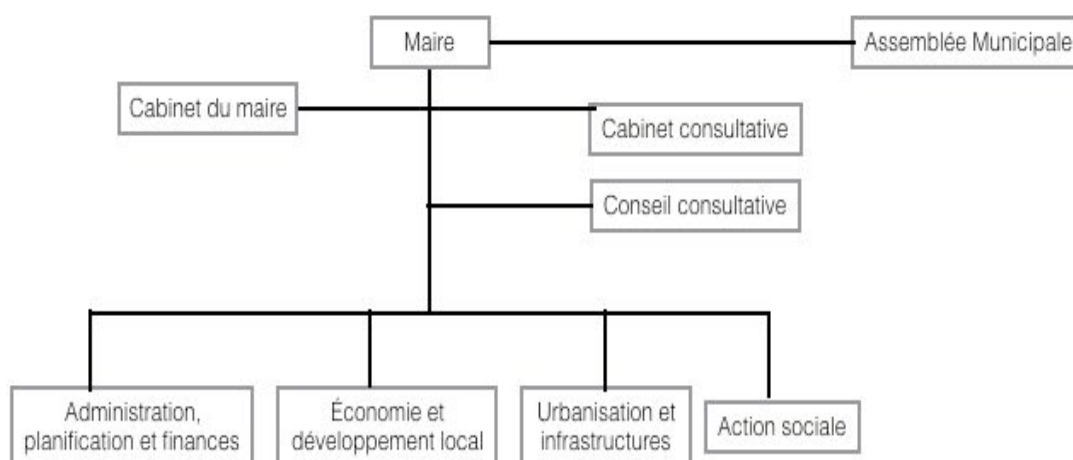 Maire
Assemblée Municipale
Cabinet du maire
Cabinet consultative
Conseil consultative
Administration,
planification et finances
Économie et
développement local
Urbanisation et
infrastructures
Action sociale